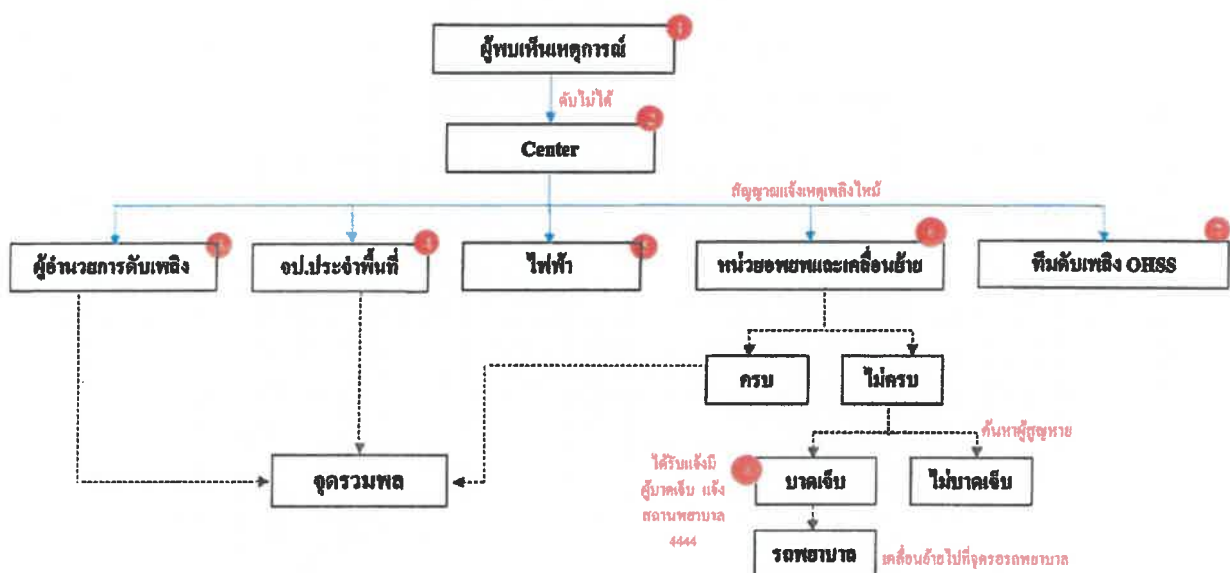 ผู้พบเห็นเหตุการณ์
ดับไม่ได้
Center
สัญญาณแจ้งเหตุเพลิงไหม้
ผู้อำนวยการดับเพลิง
จป.ประจำพื้นที่
ไฟฟ้า
หน่วยอพยพและเคลื่อนย้าย
ทีมดับเพลิง OHSS
ครบ
ไม่ครบ
ค้นหาผู้สูญหาย
จุดรวมพล
ได้รับแจ้งมี
ผู้บาดเจ็บ แจ้ง
สถานพยาบาล
4444
บาดเจ็บ
ไม่บาดเจ็บ
รถพยาบาล
เคลื่อนย้ายไปที่จุดรอรถพยาบาล